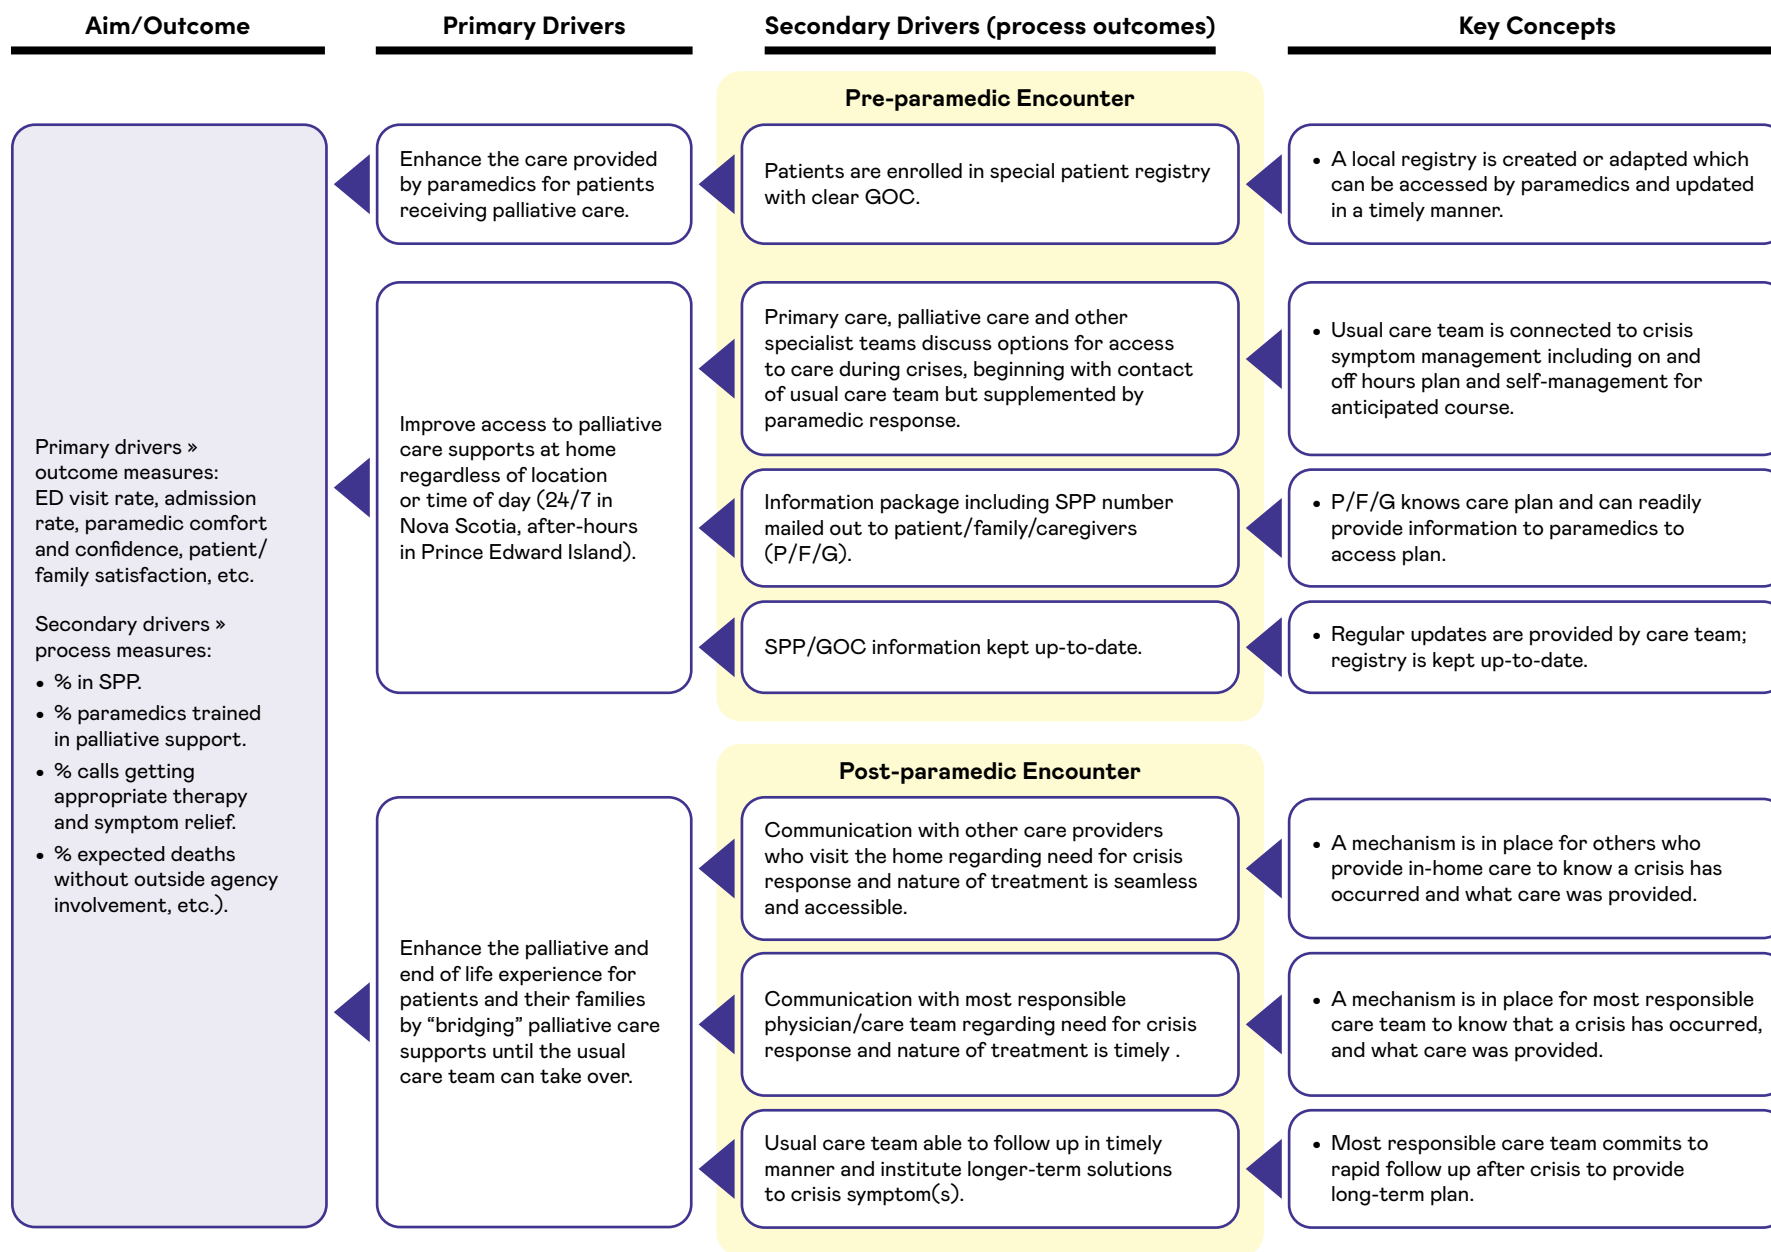 Aim/Outcome
Primary Drivers
Secondary Drivers (process outcomes)
Key Concepts
Primary drivers »
outcome measures:
ED visit rate, admission
rate, paramedic comfort
and confidence, patient/
family satisfaction, etc.
Secondary drivers »
process measures:
• % in SPP.
• % paramedics trained
in palliative support.
• % calls getting
appropriate therapy
and symptom relief.
• % expected deaths
without outside agency
involvement, etc.).
Enhance the care provided
by paramedics for patients
receiving palliative care.
Improve access to palliative
care supports at home
regardless of location
or time of day (24/7 in
Nova Scotia, after-hours
in Prince Edward Island).
Enhance the palliative and
end of life experience for
patients and their families
by “bridging” palliative care
supports until the usual
care team can take over.
Pre-paramedic Encounter
Patients are enrolled in special patient registry
with clear GOC.
Primary care, palliative care and other
specialist teams discuss options for access
to care during crises, beginning with contact
of usual care team but supplemented by
paramedic response.
Information package including SPP number
mailed out to patient/family/caregivers
(P/F/G).
SPP/GOC information kept up-to-date.
Post-paramedic Encounter
Communication with other care providers
who visit the home regarding need for crisis
response and nature of treatment is seamless
and accessible.
Communication with most responsible
physician/care team regarding need for crisis
response and nature of treatment is timely .
Usual care team able to follow up in timely
manner and institute longer-term solutions
to crisis symptom(s).
• A local registry is created or adapted which
can be accessed by paramedics and updated
in a timely manner.
• Usual care team is connected to crisis
symptom management including on and
off hours plan and self-management for
anticipated course.
• P/F/G knows care plan and can readily
provide information to paramedics to
access plan.
• Regular updates are provided by care team;
registry is kept up-to-date.
• A mechanism is in place for others who
provide in-home care to know a crisis has
occurred and what care was provided.
• A mechanism is in place for most responsible
care team to know that a crisis has occurred,
and what care was provided.
• Most responsible care team commits to
rapid follow up after crisis to provide
long-term plan.